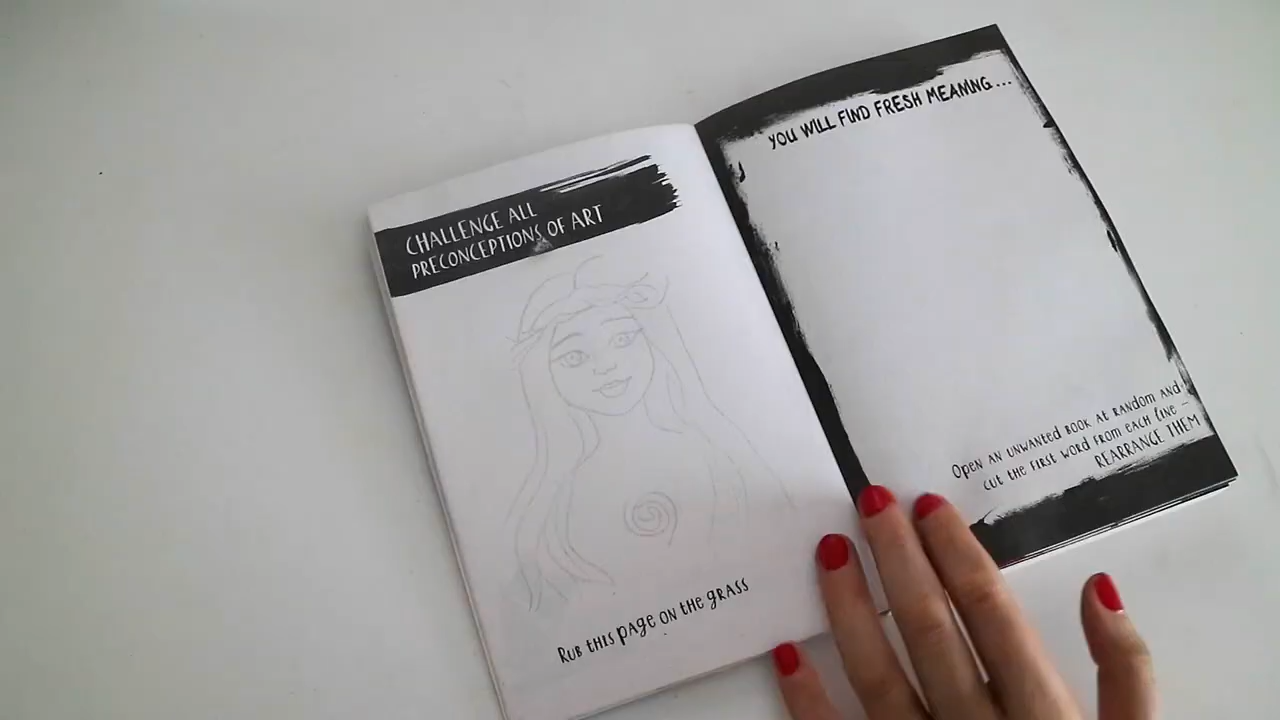 CHALLENGE ALL
PRECONCEPTIONS OF ART
RUB THIS PAGE ON THE GRASS
YOU WILL FIND FRESH MEANING...
OPEN AN UNWANTED BOOK AT RANDOM AND
CUT THE FIRST WORD FROM EACH LINE –
REARRANGE THEM